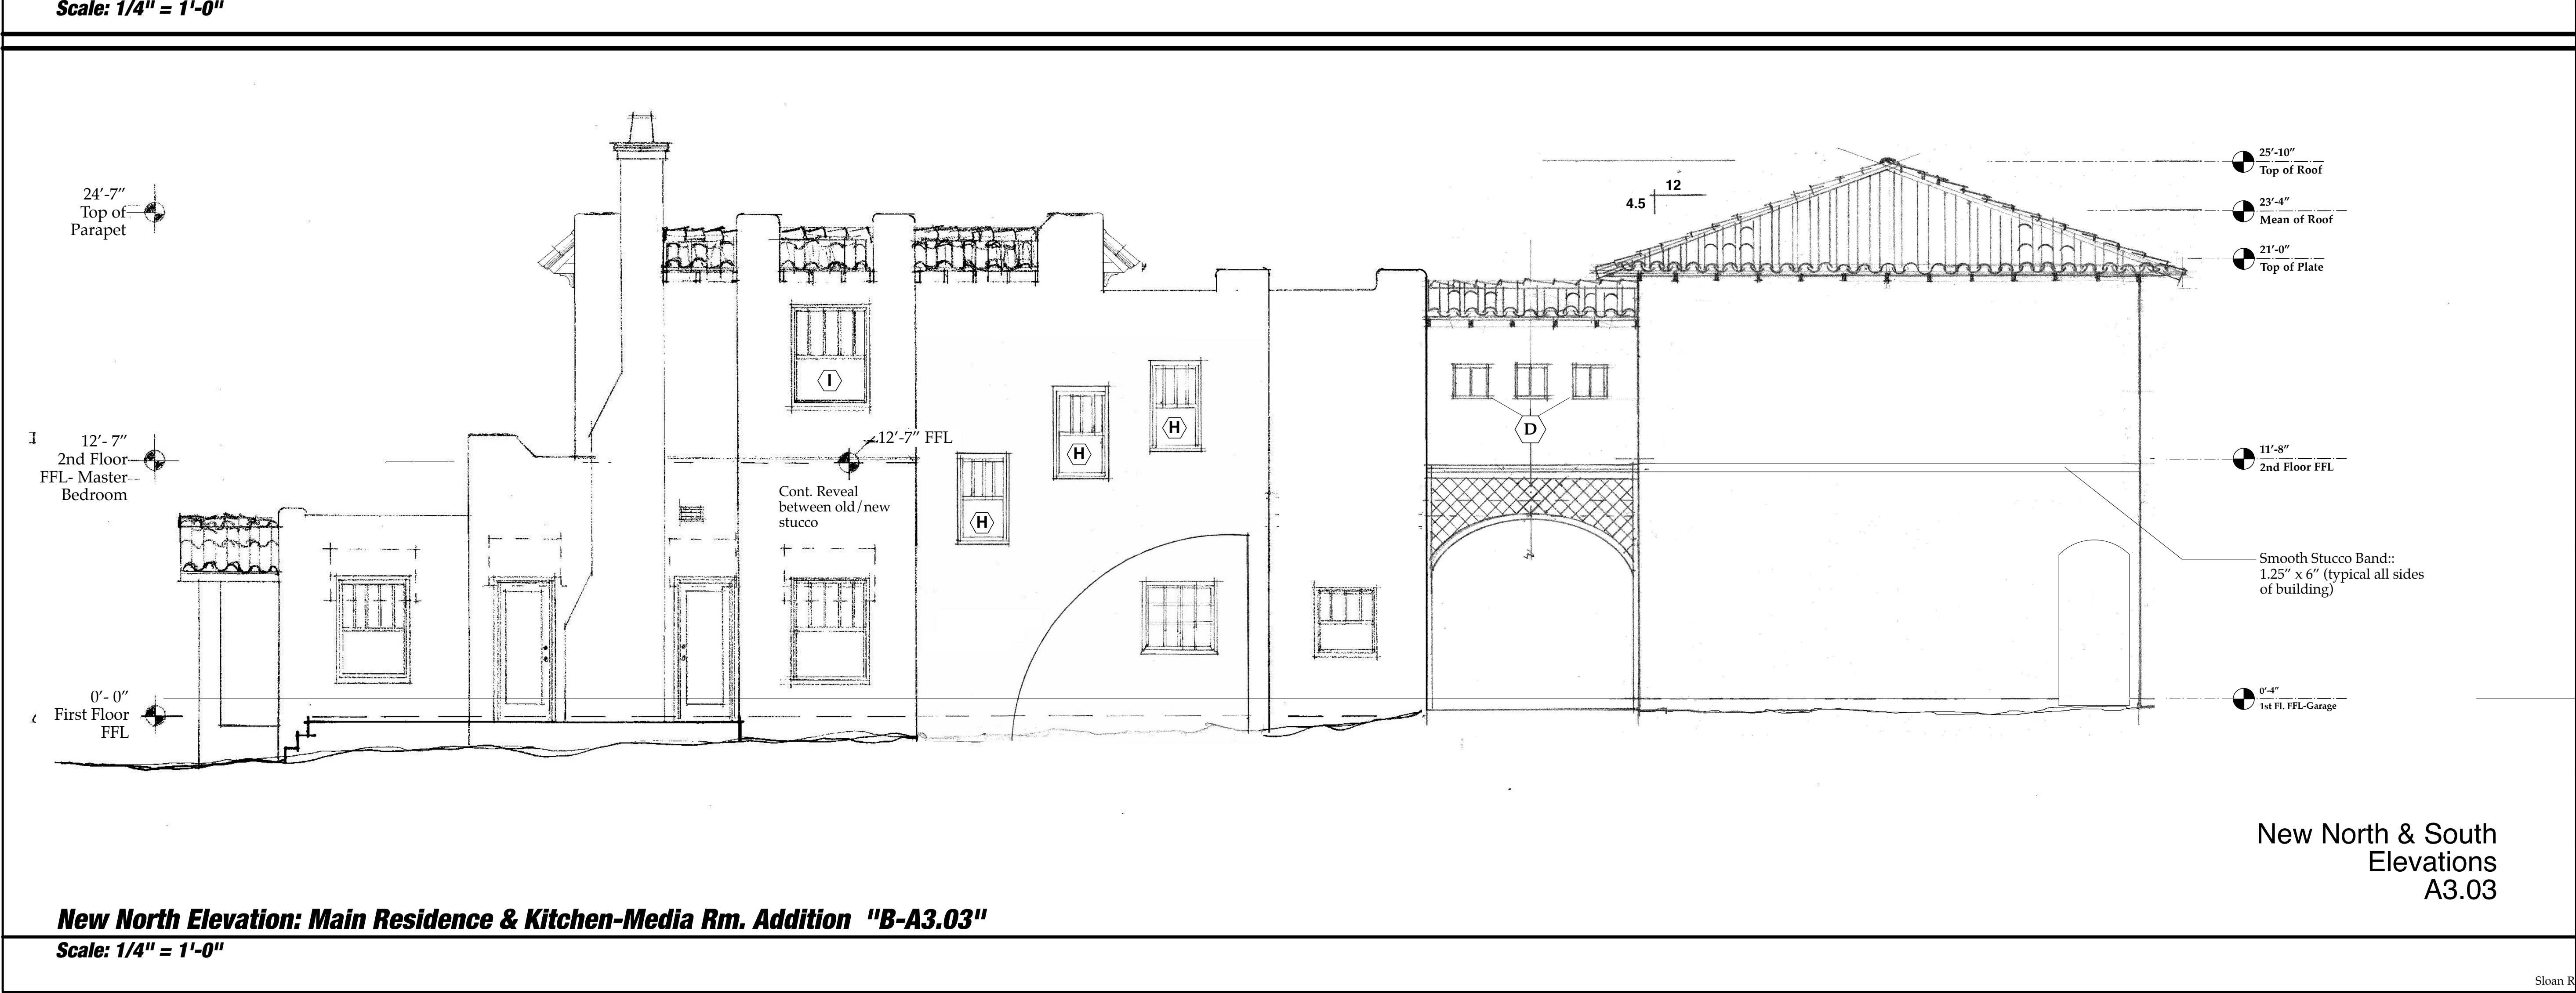 Scale: 1/4" = 1'-0"
24'-7"
Top of
Parapet
12'- 7"
2nd Floor
FFL- Master
Bedroom
0'- 0"
First Floor
FFL
I
12'-7" FFL
Cont. Reveal
between old/new
stucco
H
H
H
D
12
4.5
25'-10"
Top of Roof
23'-4"
Mean of Roof
21'-0"
Top of Plate
11'-8"
2nd Floor FFL
Smooth Stucco Band::
1.25" x 6" (typical all sides
of building)
0'-4"
1st Fl. FFL-Garage
New North & South
Elevations
A3.03
New North Elevation: Main Residence & Kitchen-Media Rm. Addition "B-A3.03"
Scale: 1/4" = 1'-0"
Sloan R